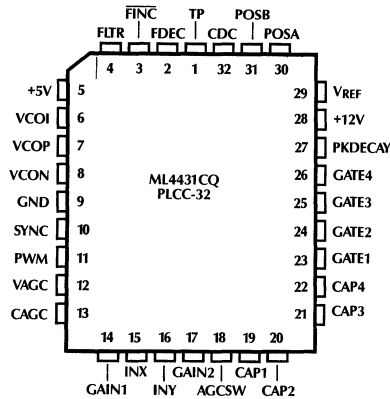 FINC TP POSB
FLTR FDEC CDC POSA
4 3 2 1 32 31 30
+5V 5 29 VREF
VCOI 6 28 +12V
VCOP 7 27 PKDECAY
VCON 8 26 GATE4
ML4431CQ
PLCC-32
GND 9 25 GATE3
SYNC 10 24 GATE2
PWM 11 23 GATE1
VAGC 12 22 CAP4
CAGC 13 21 CAP3
14 15 16 17 18 19 20
INX GAIN2 CAP1
GAIN1 INY AGCSW CAP2